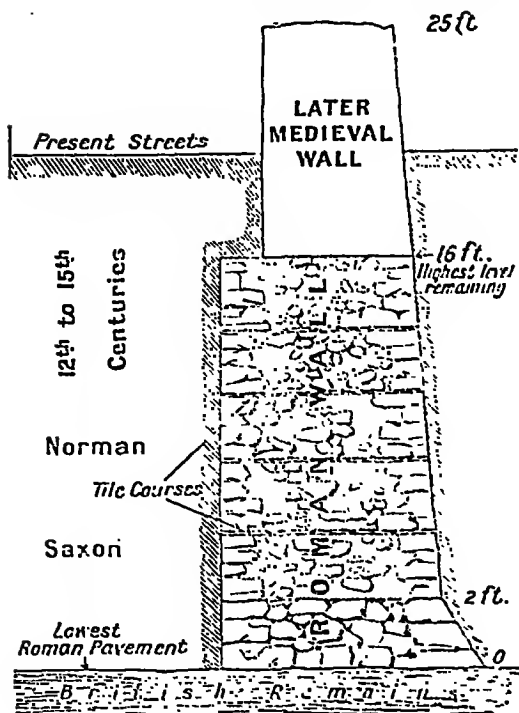 25 ft
LATER
MEDIEVAL
WALL
Present Streets
16 ft.
Highest level
remaining
12th to 15th
Centuries
ROMAN WALL
Norman
Tile Courses
Saxon
2 ft.
Lowest
Roman Pavement
0
British Remains